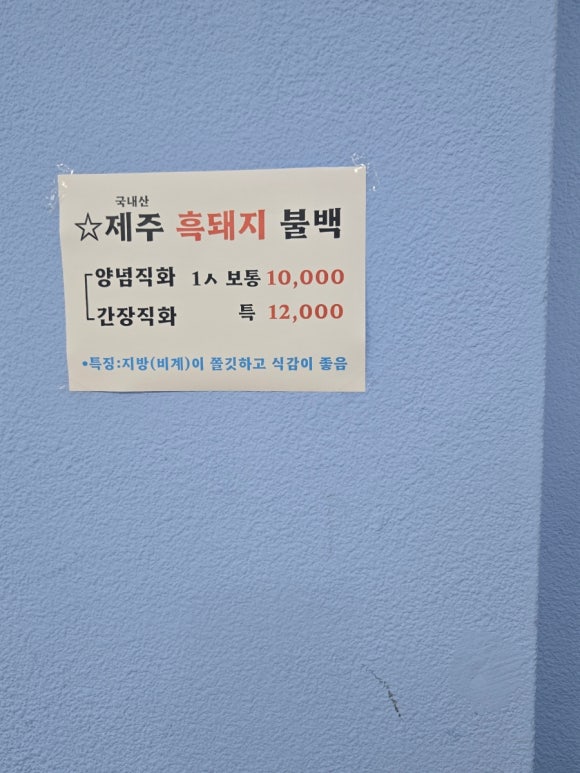 국내산
☆제주 흑돼지 불백
양념직화 1人 보통 10,000
간장직화 특 12,000
•특징:지방(비계)이 쫄깃하고 식감이 좋음